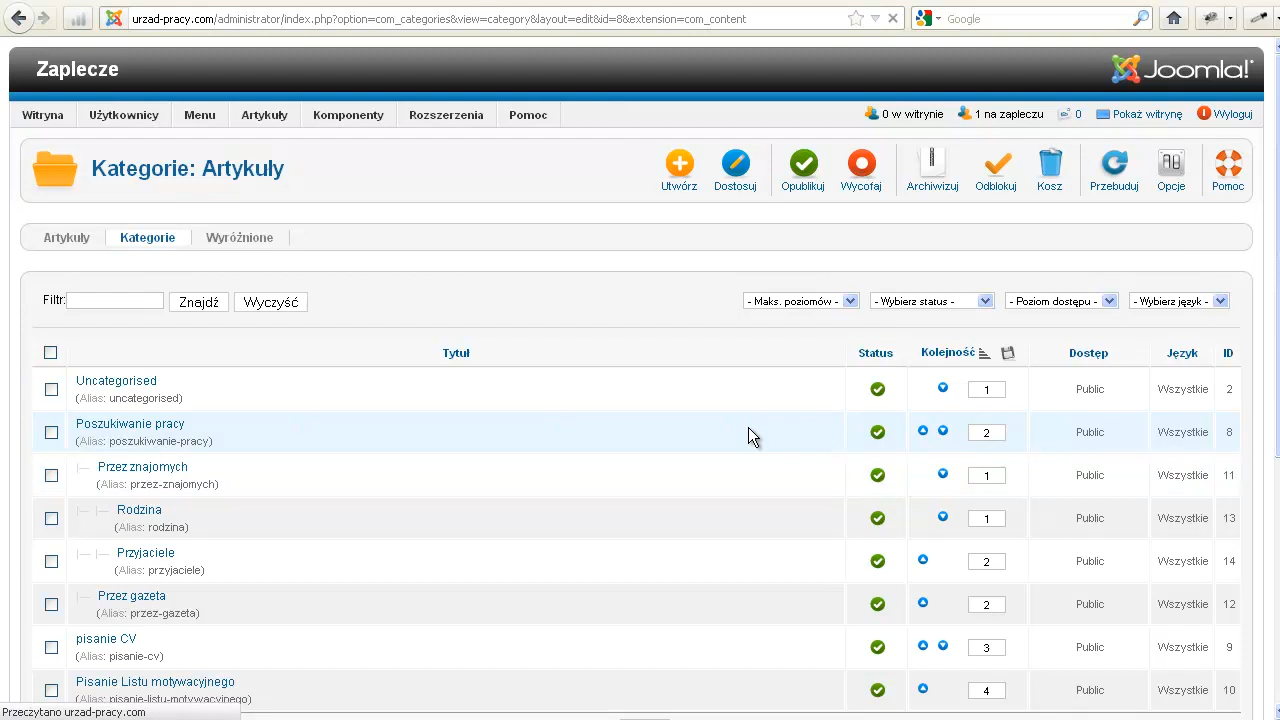 urzad-pracy.com/administrator/index.php?option=com_categories&view=category&layout=edit&id=8&extension=com_content
Google
Zaplecze
Joomla!
Witryna Użytkownicy Menu Artykuły Komponenty Rozszerzenia Pomoc
0 w witrynie 1 na zapleczu 0 Pokaż witrynę Wyloguj
Kategorie: Artykuły
Utwórz Dostosuj Opublikuj Wycofaj Archiwizuj Odblokuj Kosz Przebuduj Opcje Pomoc
Artykuły Kategorie Wyróżnione
Filtr: Znajdź Wyczyść - Maks. poziomów - - Wybierz status - - Poziom dostępu - - Wybierz język -
Tytuł Status Kolejność Dostęp Język ID
Uncategorised
(Alias: uncategorised)
1 Public Wszystkie 2
Poszukiwanie pracy
(Alias: poszukiwanie-pracy)
2 Public Wszystkie 8
Przez znajomych
(Alias: przez-znajomych)
1 Public Wszystkie 11
Rodzina
(Alias: rodzina)
1 Public Wszystkie 13
Przyjaciele
(Alias: przyjaciele)
2 Public Wszystkie 14
Przez gazeta
(Alias: przez-gazeta)
2 Public Wszystkie 12
pisanie CV
(Alias: pisanie-cv)
3 Public Wszystkie 9
Pisanie Listu motywacyjnego
(Alias: pisanie-listu-motywacyjnego)
4 Public Wszystkie 10
Przeczytano urzad-pracy.com